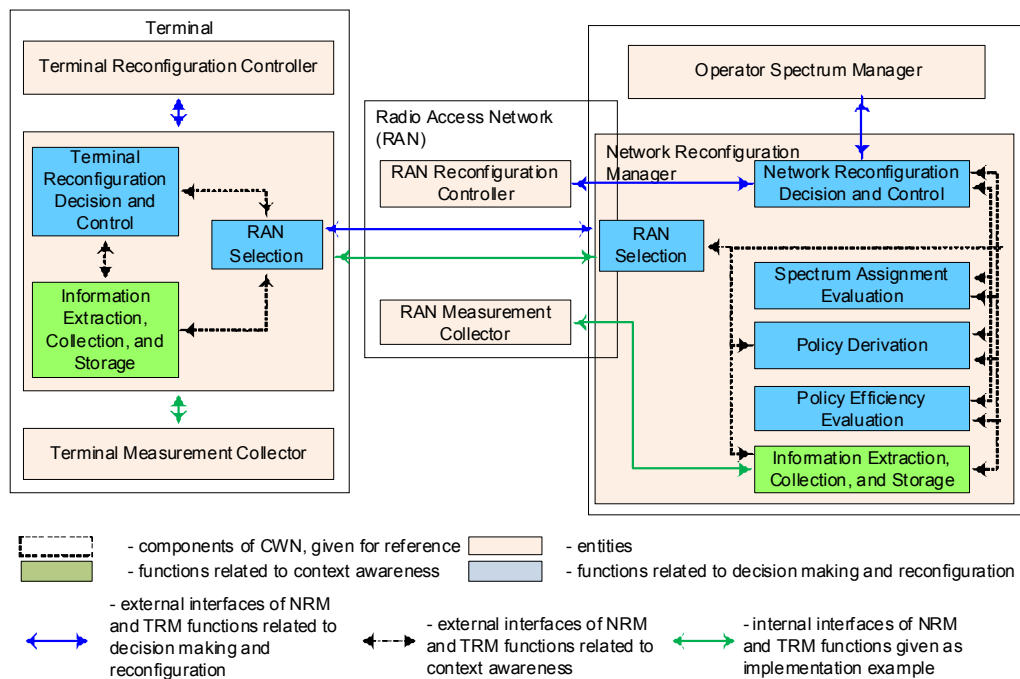 Terminal
Terminal Reconfiguration Controller
Terminal
Reconfiguration
Decision and
Control
RAN
Selection
Information
Extraction,
Collection, and
Storage
Terminal Measurement Collector
Radio Access Network
(RAN)
RAN Reconfiguration
Controller
RAN Measurement
Collector
Operator Spectrum Manager
Network Reconfiguration
Manager
Network Reconfiguration
Decision and Control
RAN
Selection
Spectrum Assignment
Evaluation
Policy Derivation
Policy Efficiency
Evaluation
Information Extraction,
Collection, and Storage
- components of CWN, given for reference
- entities
- functions related to context awareness
- functions related to decision making and reconfiguration
- external interfaces of NRM
and TRM functions related to
decision making and
reconfiguration
- external interfaces of NRM
and TRM functions related to
context awareness
- internal interfaces of NRM
and TRM functions given as
implementation example